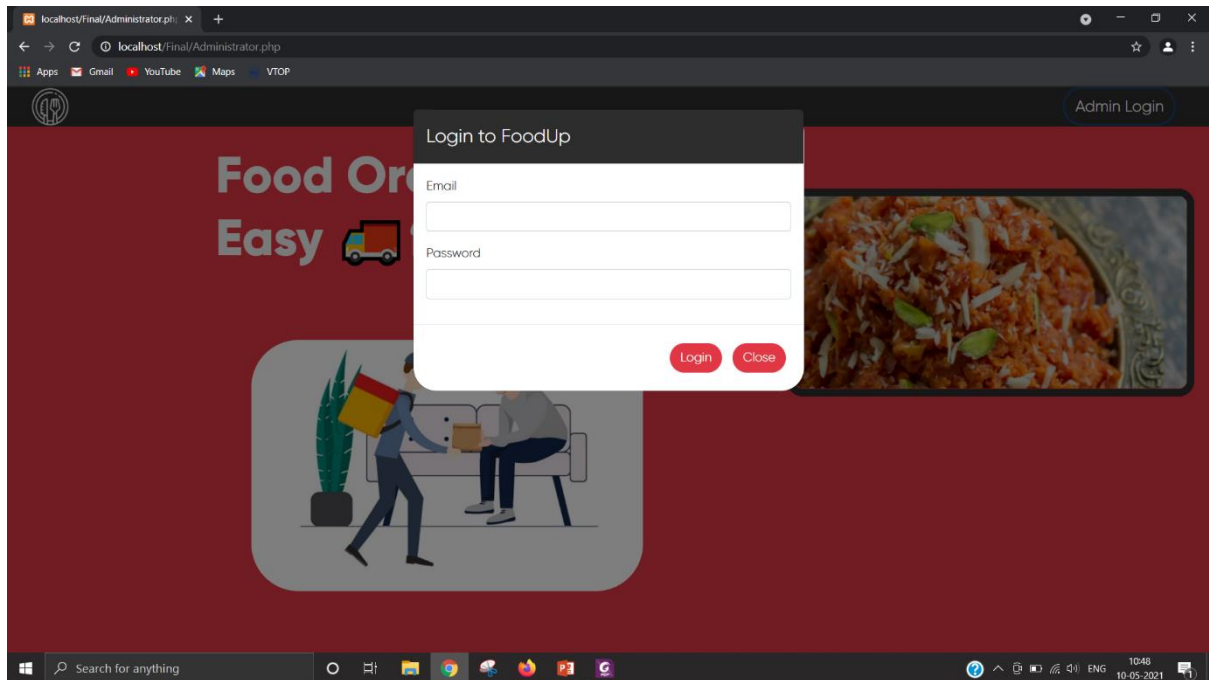 localhost/Final/Administrator.ph
localhost/Final/Administrator.php
Apps Gmail YouTube Maps VTOP
Admin Login
Login to FoodUp
Food Or
Easy
Email
Password
Login Close
Search for anything
ENG
10:48
10-05-2021